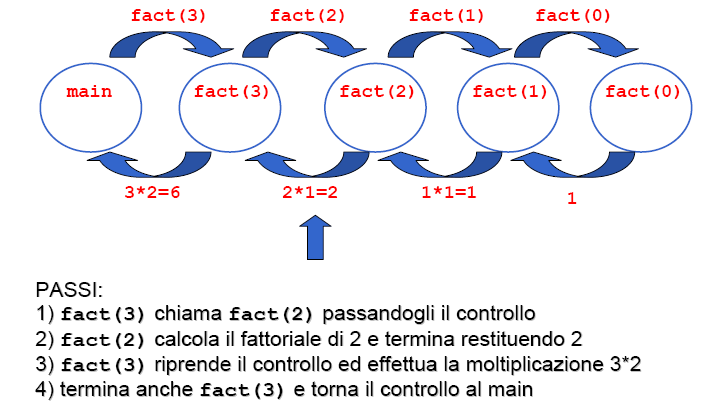 fact(3) fact(2) fact(1) fact(0)
main fact(3) fact(2) fact(1) fact(0)
3*2=6 2*1=2 1*1=1 1
PASSI:
1) fact(3) chiama fact(2) passandogli il controllo
2) fact(2) calcola il fattoriale di 2 e termina restituendo 2
3) fact(3) riprende il controllo ed effettua la moltiplicazione 3*2
4) termina anche fact(3) e torna il controllo al main